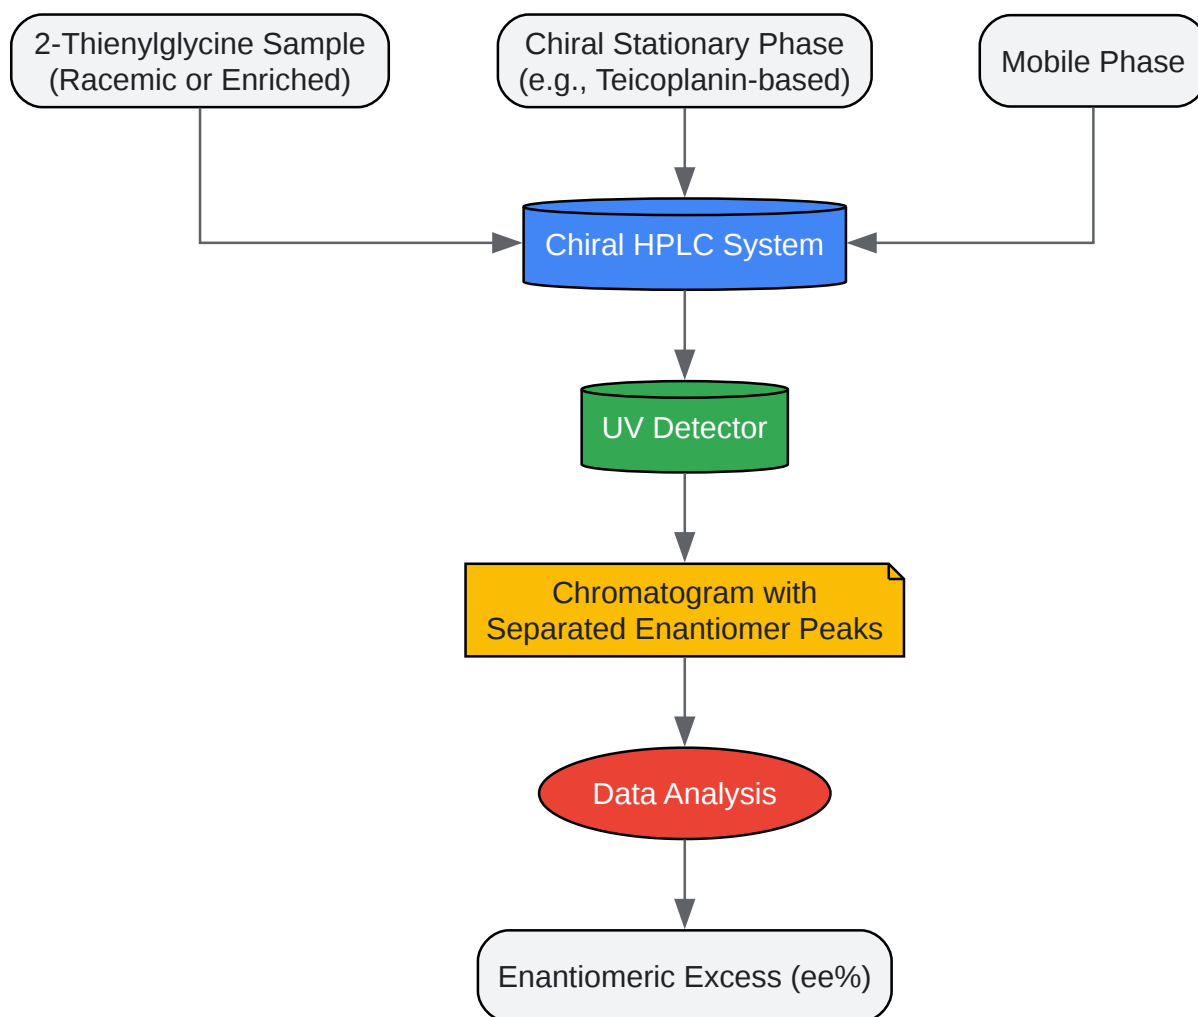 2-Thienylglycine Sample
(Racemic or Enriched)
Chiral Stationary Phase
(e.g., Teicoplanin-based)
Mobile Phase
Chiral HPLC System
UV Detector
Chromatogram with
Separated Enantiomer Peaks
Data Analysis
Enantiomeric Excess (ee%)